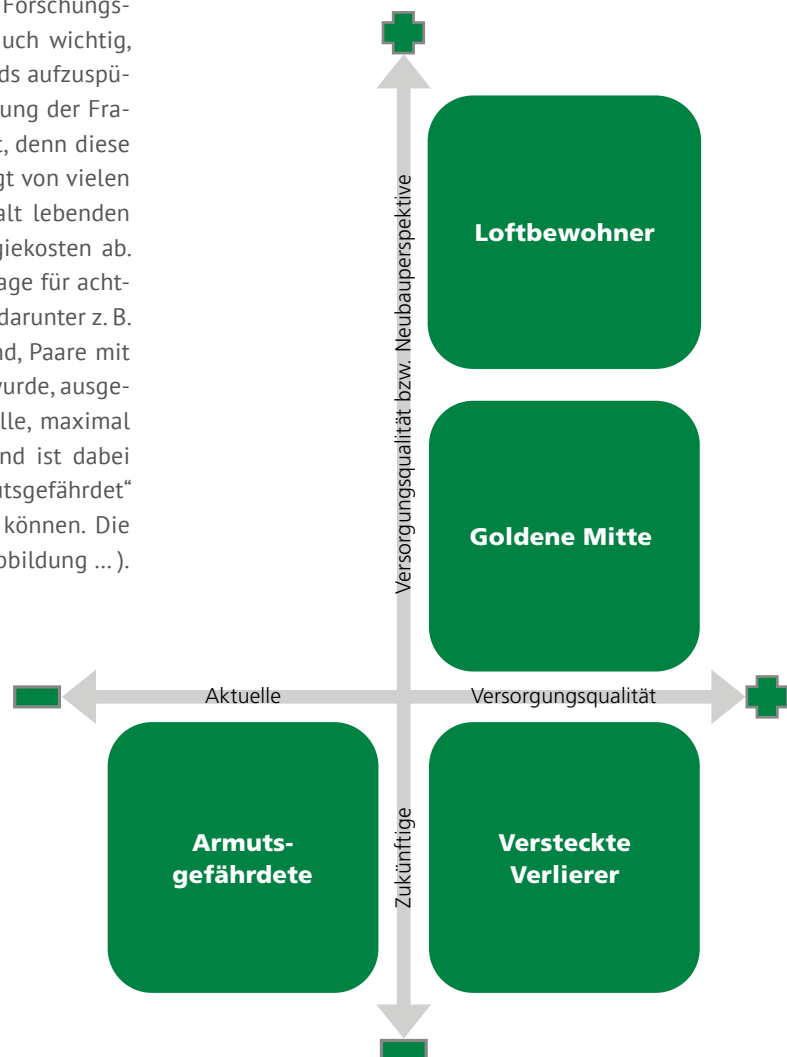 Forschungs-
uch wichtig,
ds aufzuspü-
ung der Fra-
t, denn diese
gt von vielen
alt lebenden
giekosten ab.
age für acht-
darunter z. B.
nd, Paare mit
wurde, ausge-
lle, maximal
nd ist dabei
utsgefährdet“
können. Die
bbildung … ).
Loftbewohner
Goldene Mitte
Zukünftige Versorgungsqualität bzw. Neubauperspektive
Aktuelle Versorgungsqualität
Armuts-
gefährdete
Versteckte
Verlierer